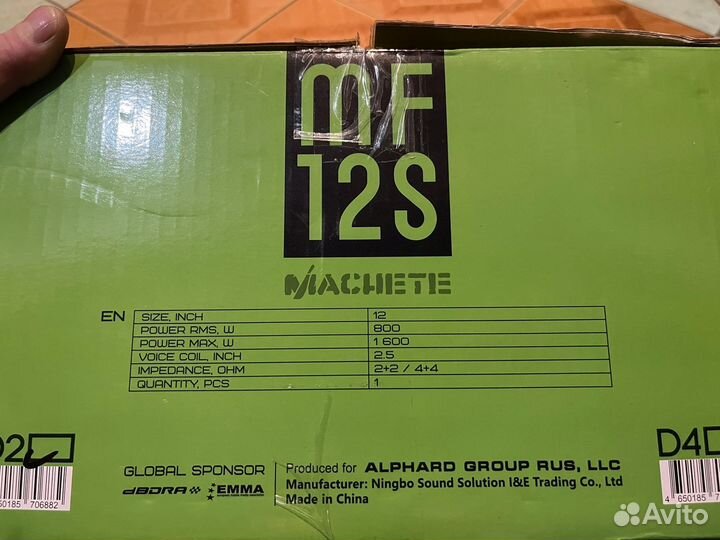 MF
12S
MACHETE
EN
SIZE, INCH 12
POWER RMS, W 800
POWER MAX, W 1 600
VOICE COIL, INCH 2.5
IMPEDANCE, OHM 2+2 / 4+4
QUANTITY, PCS 1
D2
D4
GLOBAL SPONSOR
dBDRA EMMA
Produced for ALPHARD GROUP RUS, LLC
Manufacturer: Ningbo Sound Solution I&E Trading Co., Ltd
Made in China
50185 706882
4 650185 7
Avito